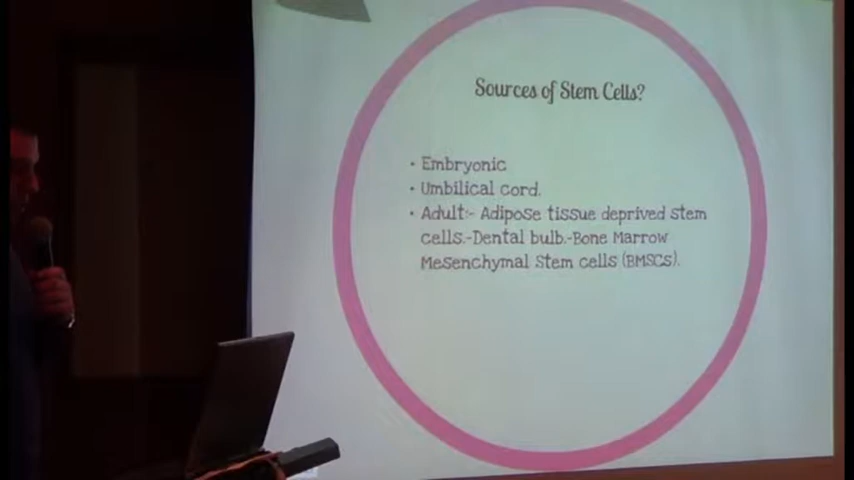 Sources of Stem Cells?
• Embryonic
• Umbilical cord.
• Adult:- Adipose tissue deprived stem
cells.-Dental bulb.-Bone Marrow
Mesenchymal Stem cells (BMSCs).